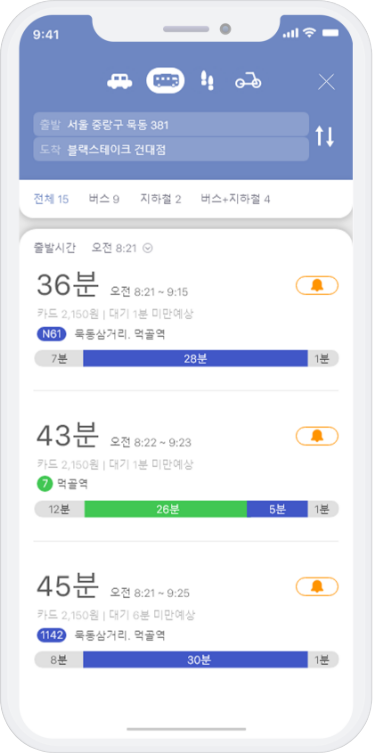 9:41
출발 서울 중랑구 묵동 381
도착 블랙스테이크 건대점
전체 15 버스 9 지하철 2 버스+지하철 4
출발시간 오전 8:21
36분 오전 8:21 ~ 9:15
카드 2,150원 | 대기 1분 미만예상
N61 묵동삼거리. 먹골역
7분 28분 1분
43분 오전 8:22 ~ 9:23
카드 2,150원 | 대기 1분 미만예상
7 먹골역
12분 26분 5분 1분
45분 오전 8:21 ~ 9:25
카드 2,150원 | 대기 6분 미만예상
1142 묵동삼거리. 먹골역
8분 30분 1분